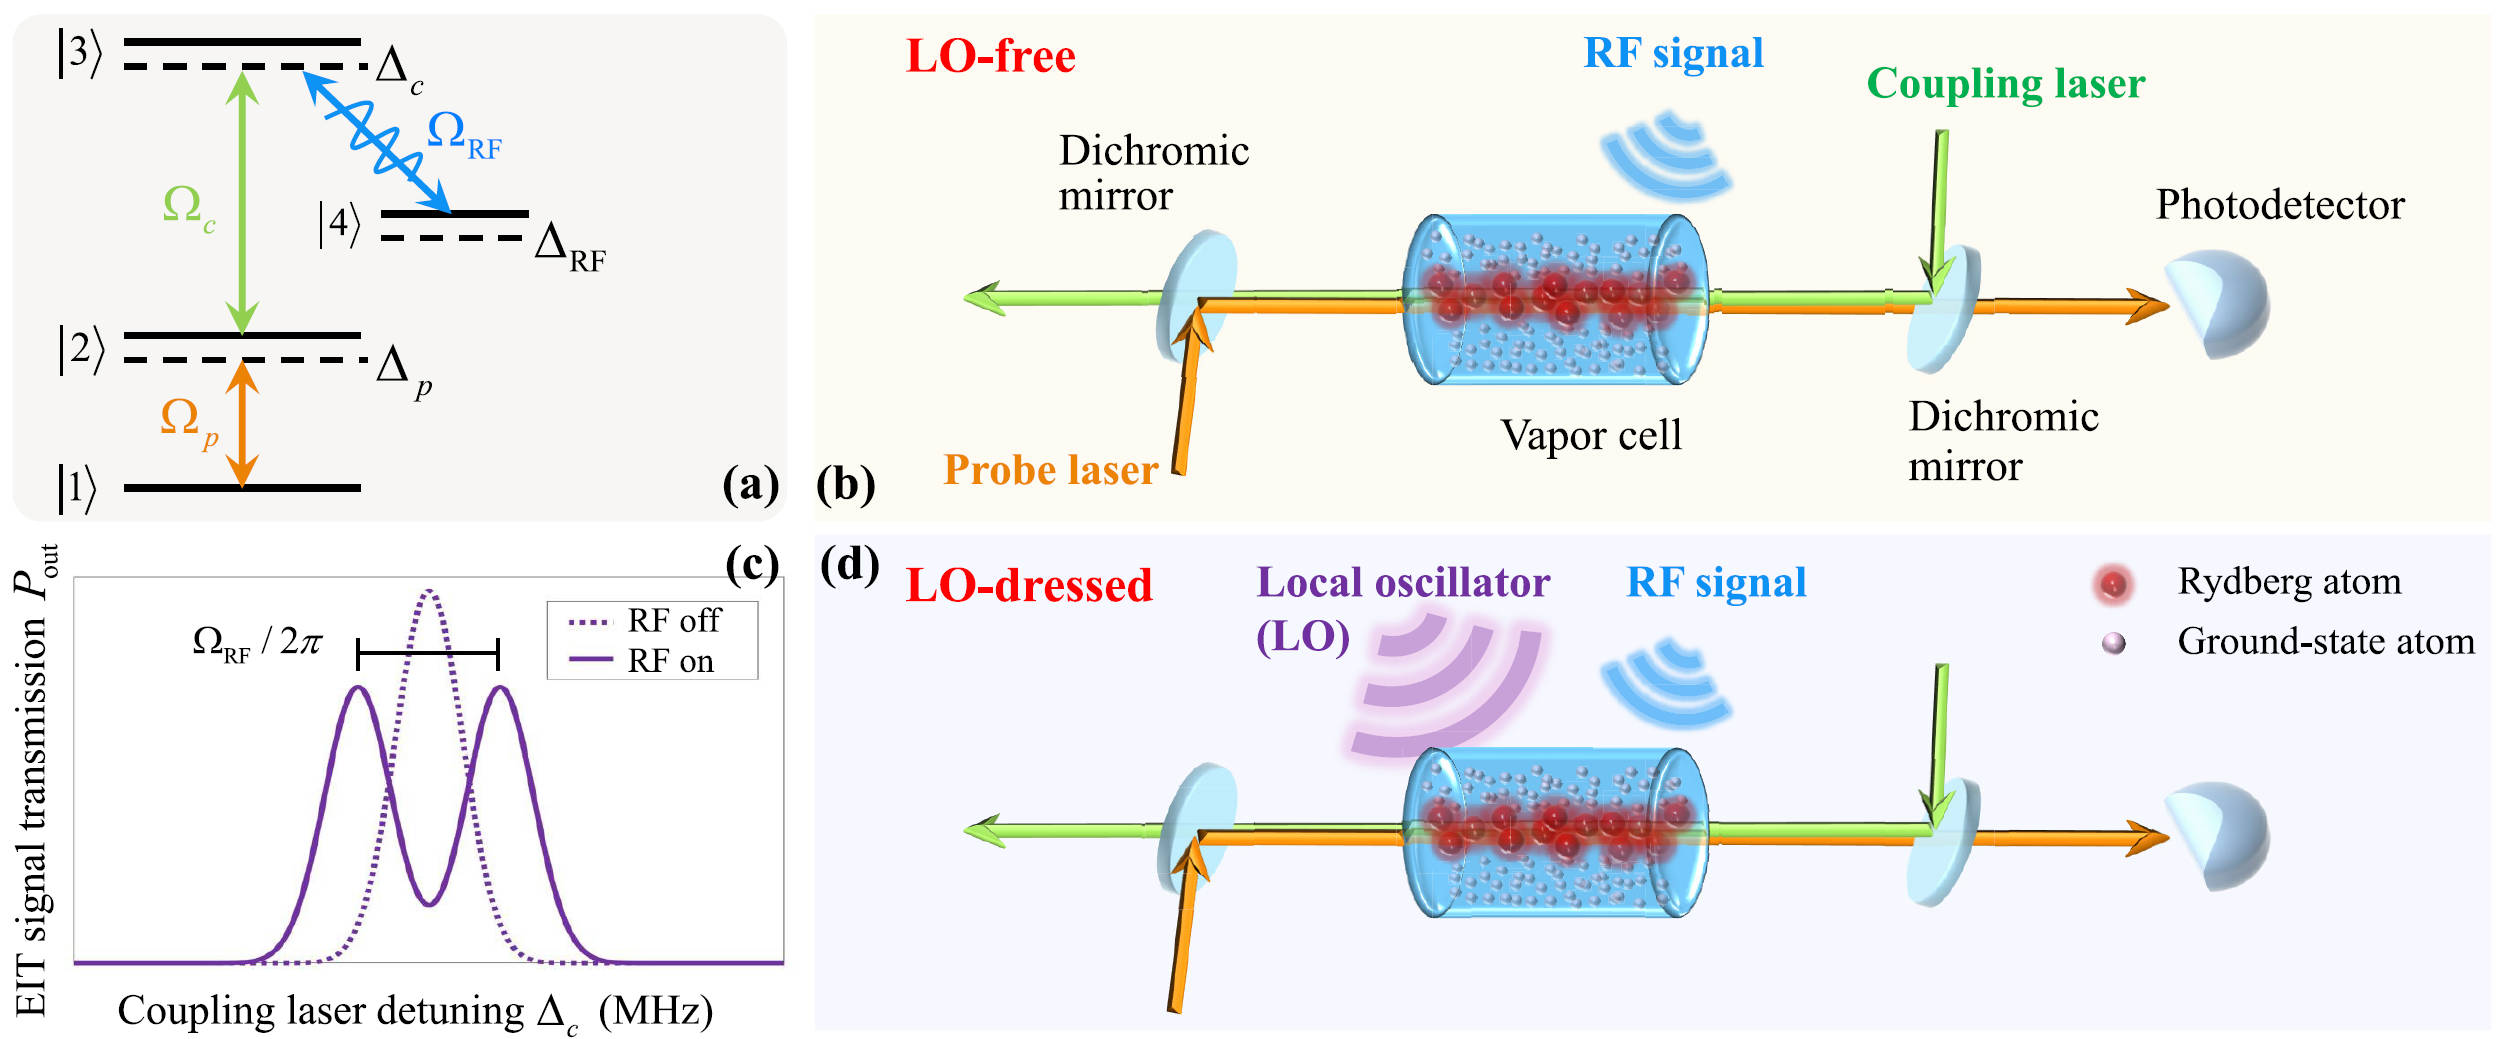 |3⟩
Δc
Ωc
ΩRF
|4⟩
ΔRF
|2⟩
Δp
Ωp
|1⟩
(a)
(b)
LO-free
RF signal
Coupling laser
Dichromic
mirror
Photodetector
Vapor cell
Probe laser
Dichromic
mirror
(c)
EIT signal transmission Pout
ΩRF / 2π
RF off
RF on
Coupling laser detuning Δc (MHz)
(d)
LO-dressed
Local oscillator
(LO)
RF signal
Rydberg atom
Ground-state atom